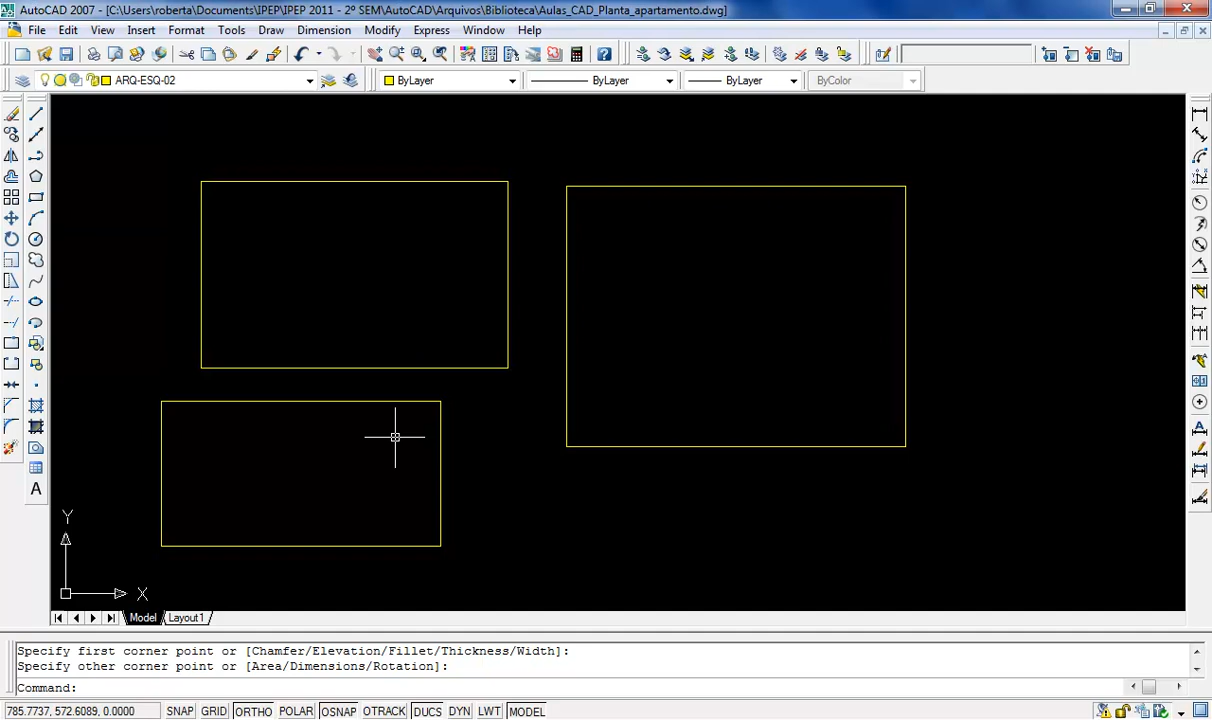 AutoCAD 2007 - [C:\Users\roberta\Documents\IPEP\IPEP 2011 - 2º SEM\AutoCAD\Arquivos\Biblioteca\Aulas_CAD_Planta_apartamento.dwg]
File Edit View Insert Format Tools Draw Dimension Modify Express Window Help
ARQ-ESQ-02 ByLayer ByLayer ByLayer ByColor
A
Y
X
Model Layout1
Specify first corner point or [Chamfer/Elevation/Fillet/Thickness/Width]:
Specify other corner point or [Area/Dimensions/Rotation]:
Command:
785.7737, 572.6089, 0.0000 SNAP GRID ORTHO POLAR OSNAP OTRACK DUCS DYN LWT MODEL